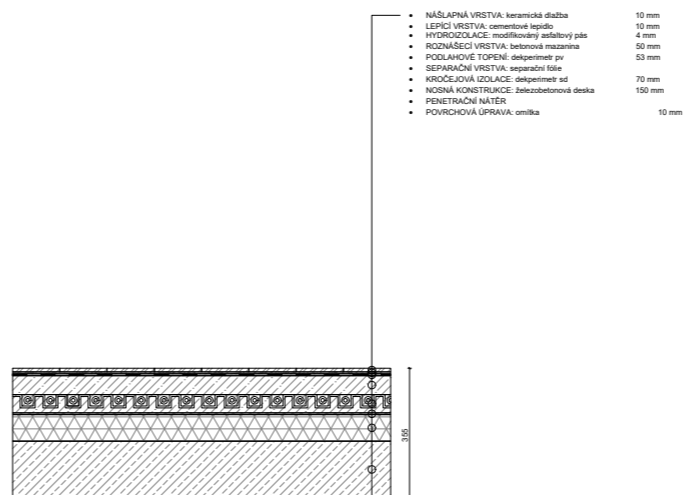 • NÁŠLAPNÁ VRSTVA: keramická dlažba 10 mm
• LEPÍCÍ VRSTVA: cementové lepidlo 10 mm
• HYDROIZOLACE: modifikováný asfaltový pás 4 mm
• ROZNÁŠECÍ VRSTVA: betonová mazanina 50 mm
• PODLAHOVÉ TOPENÍ: dekperimetr pv 53 mm
• SEPARAČNÍ VRSTVA: separační fólie
• KROČEJOVÁ IZOLACE: dekperimetr sd 70 mm
• NOSNÁ KONSTRUKCE: železobetonová deska 150 mm
• PENETRAČNÍ NÁTĚR
• POVRCHOVÁ ÚPRAVA: omítka 10 mm
355